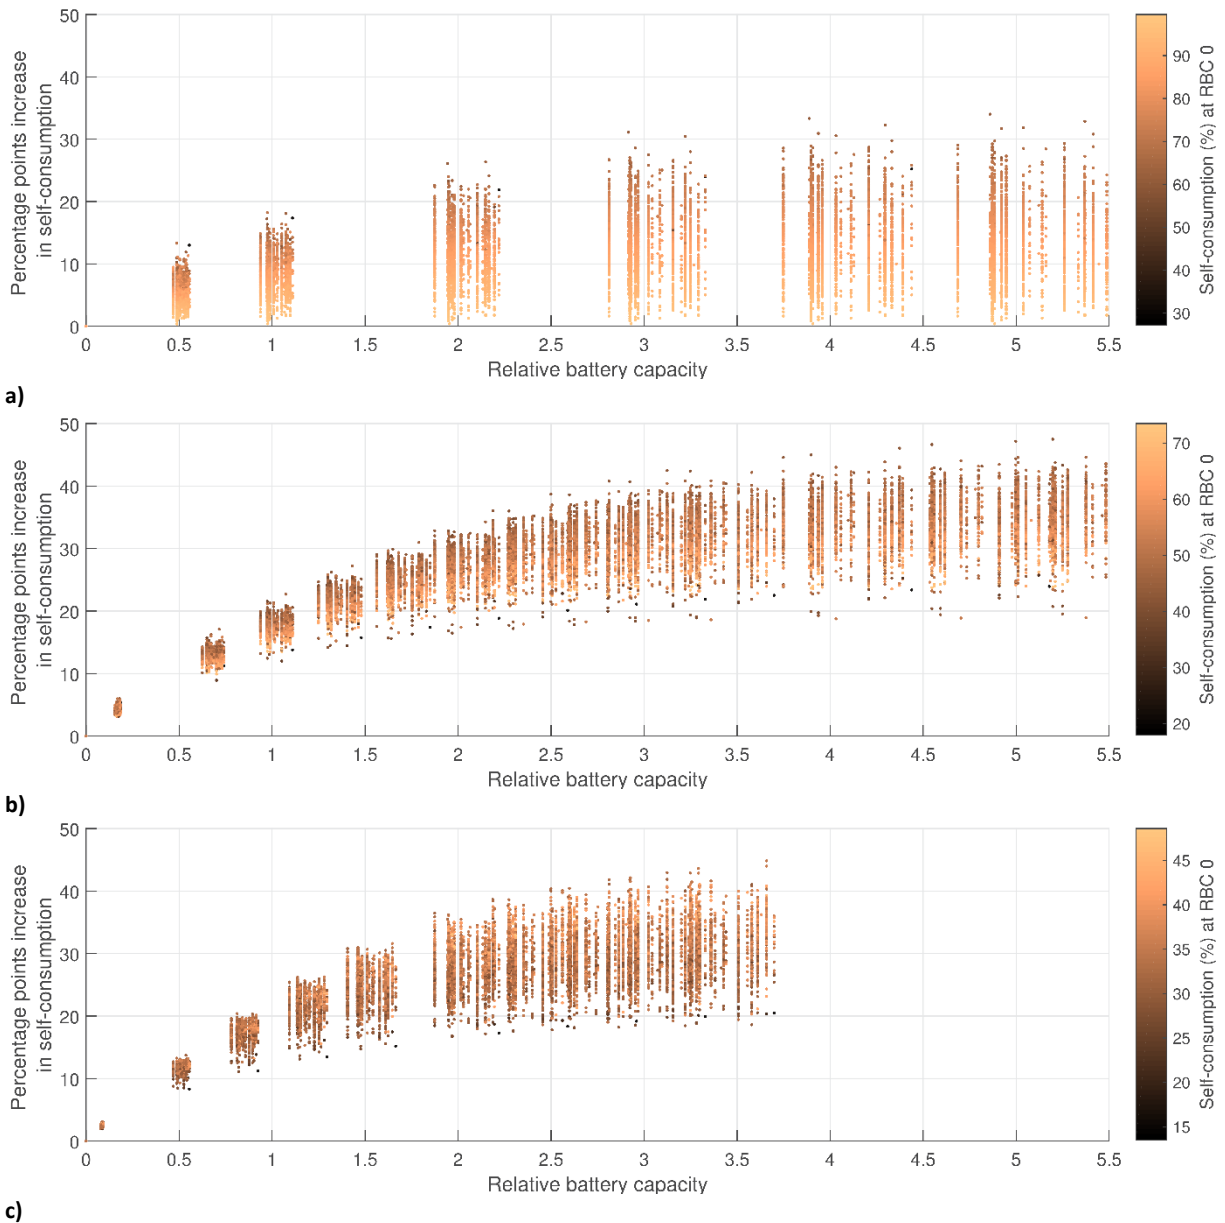 50
40
30
20
10
0
Percentage points increase
in self-consumption
0 0.5 1 1.5 2 2.5 3 3.5 4 4.5 5 5.5
Relative battery capacity
90
80
70
60
50
40
30
Self-consumption (%) at RBC 0
a)
50
40
30
20
10
0
Percentage points increase
in self-consumption
0 0.5 1 1.5 2 2.5 3 3.5 4 4.5 5 5.5
Relative battery capacity
70
60
50
40
30
20
Self-consumption (%) at RBC 0
b)
50
40
30
20
10
0
Percentage points increase
in self-consumption
0 0.5 1 1.5 2 2.5 3 3.5 4 4.5 5 5.5
Relative battery capacity
45
40
35
30
25
20
15
Self-consumption (%) at RBC 0
c)